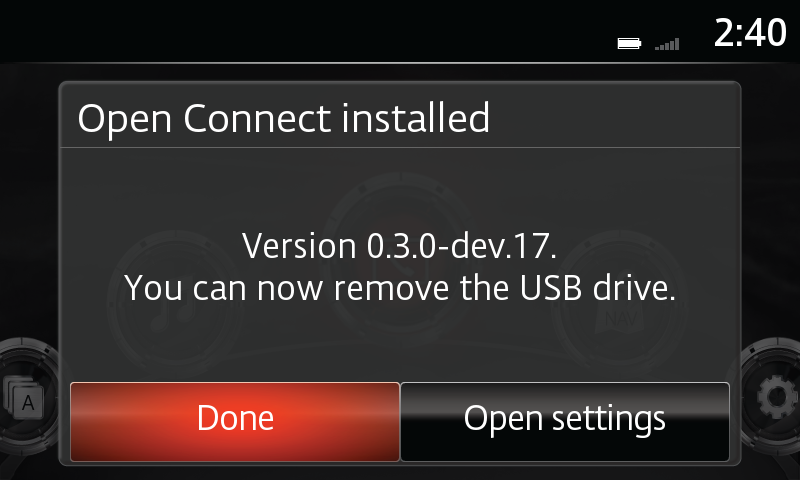 2:40
Open Connect installed
Version 0.3.0-dev.17.
You can now remove the USB drive.
NAV
A
Done
Open settings